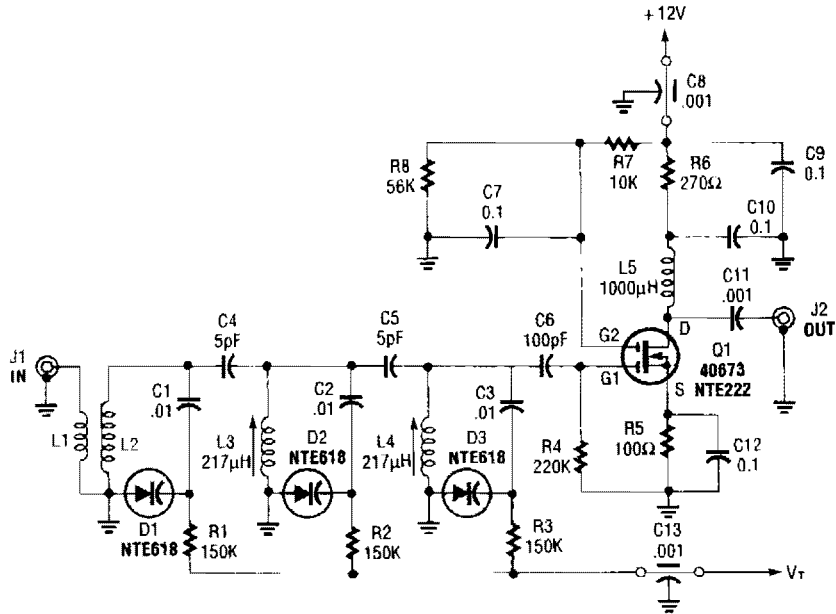 +12V
C8
.001
R8
56K
R7
10K
R6
270Ω
C9
0.1
C7
0.1
C10
0.1
L5
1000µH
C11
.001
J2
OUT
C4
5pF
C5
5pF
C6
100pF
G2
D
G1
S
Q1
40673
NTE222
J1
IN
C1
.01
C2
.01
C3
.01
L1
L2
L3
217µH
D2
NTE618
L4
217µH
D3
NTE618
R4
220K
R5
100Ω
C12
0.1
D1
NTE618
R1
150K
R2
150K
R3
150K
C13
.001
VT